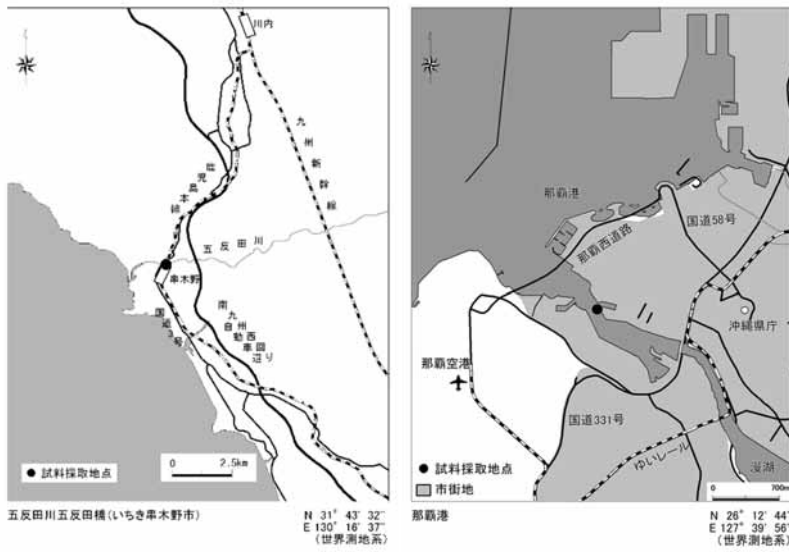 川内
九州新幹線
鹿児島本線
五反田川
串木野
国道3号
南九州西回り
自動車道
試料採取地点
0 2.5km
五反田川五反田橋(いちき串木野市)
N 31° 43′ 32″
E 130° 16′ 37″
(世界測地系)
那覇港
国道58号
那覇西道路
沖縄県庁
那覇空港
国道331号
ゆいレール
漫湖
試料採取地点
市街地
0 700m
那覇港
N 26° 12′ 44″
E 127° 39′ 56″
(世界測地系)